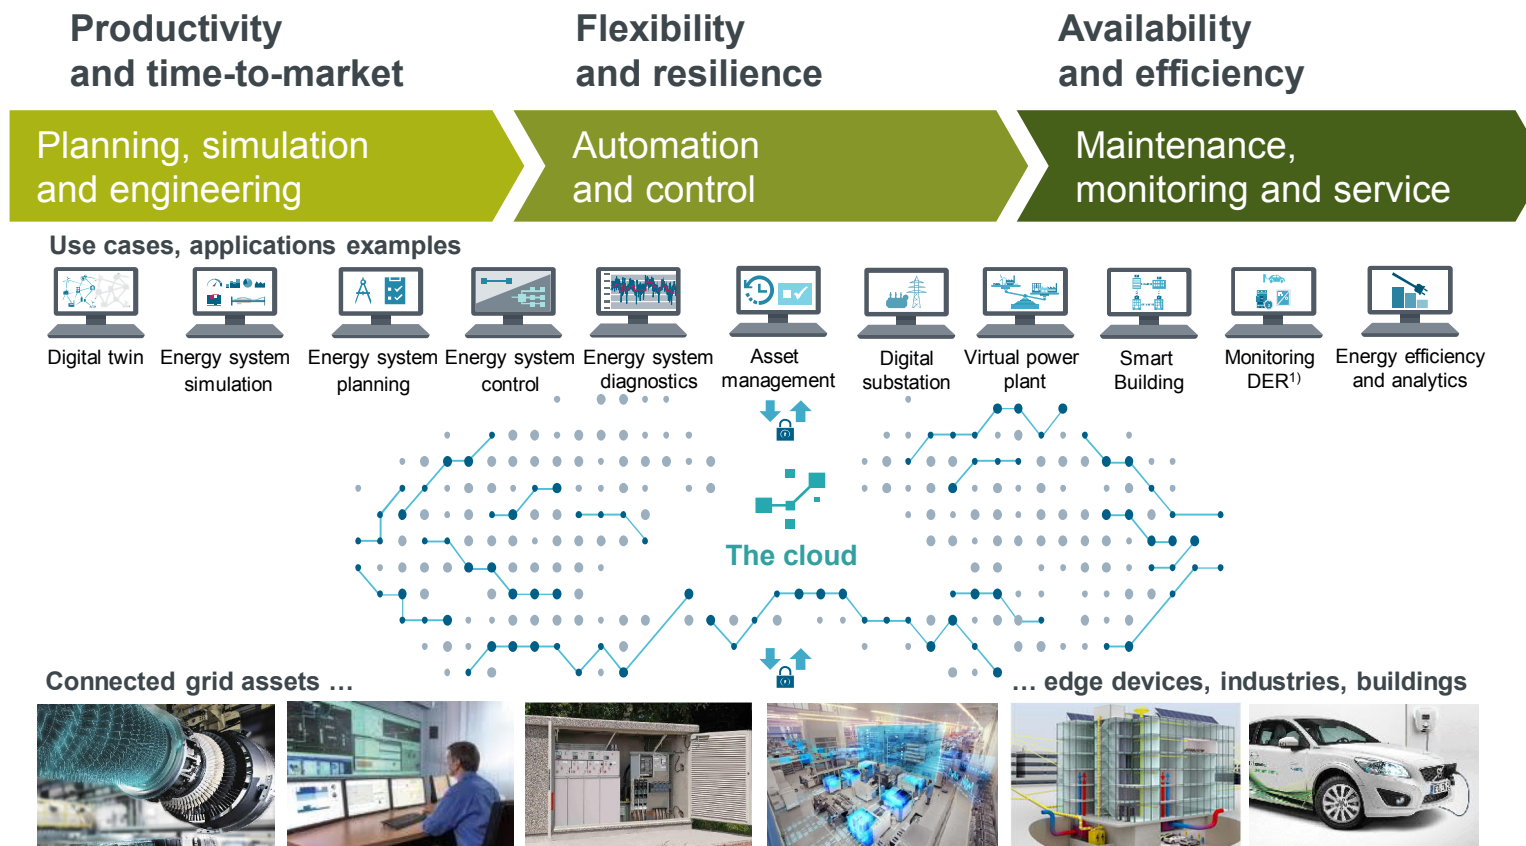 Productivity
and time-to-market
Flexibility
and resilience
Availability
and efficiency
Planning, simulation
and engineering
Automation
and control
Maintenance,
monitoring and service
Use cases, applications examples
Digital twin
Energy system
simulation
Energy system
planning
Energy system
control
Energy system
diagnostics
Asset
management
Digital
substation
Virtual power
plant
Smart
Building
Monitoring
DER¹⁾
Energy efficiency
and analytics
The cloud
Connected grid assets …
… edge devices, industries, buildings